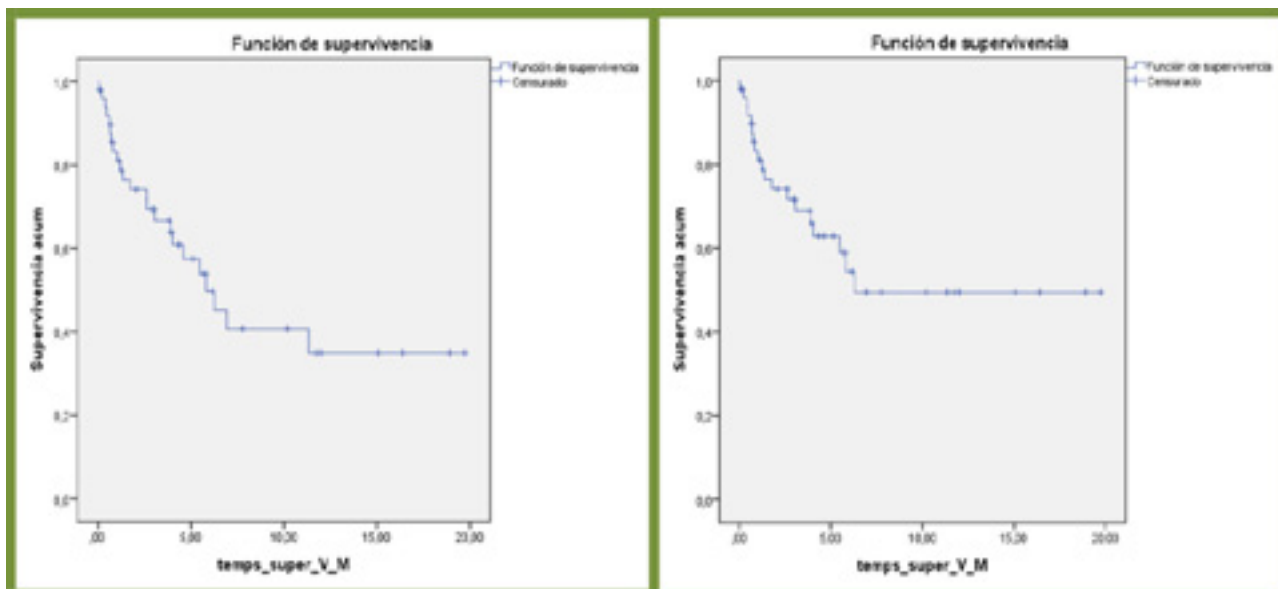 Función de supervivencia
Función de supervivencia
Censurado
1,0
0,8
0,6
0,4
0,2
0,0
Supervivencia acum
,00
5,00
10,00
15,00
20,00
temps_super_V_M
Función de supervivencia
Función de supervivencia
Censurado
1,0
0,8
0,6
0,4
0,2
0,0
Supervivencia acum
,00
5,00
10,00
15,00
20,00
temps_super_V_M